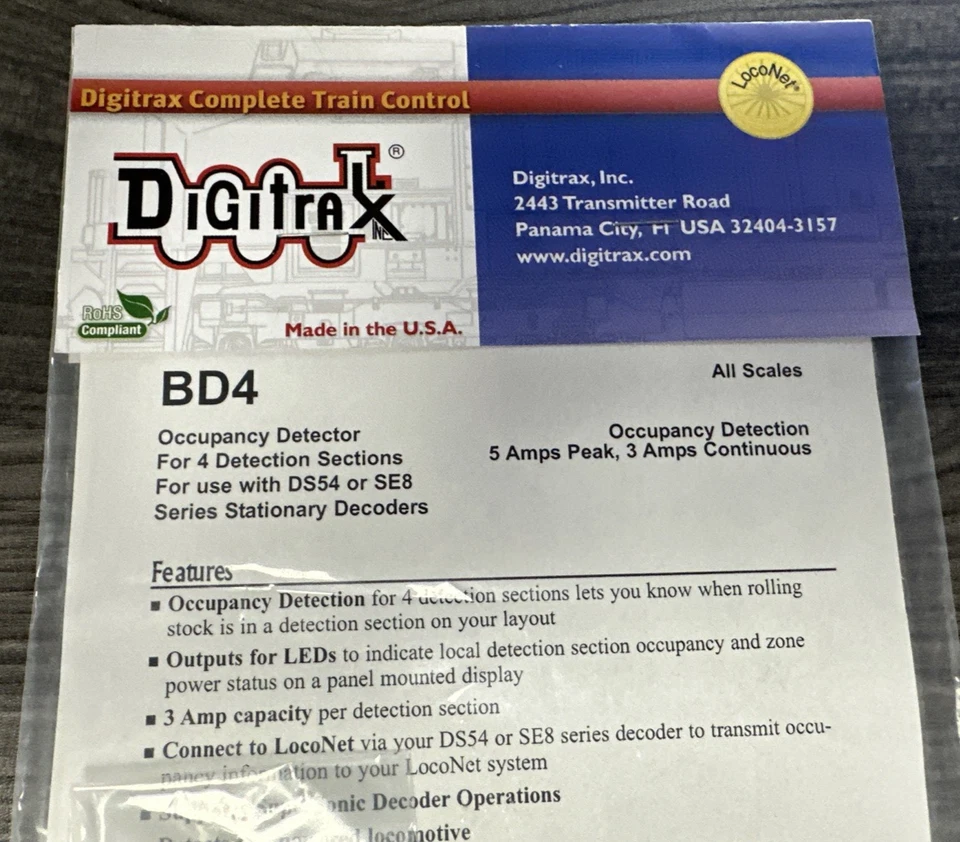 Digitrax Complete Train Control
LocoNet®
DIGITRAX INC ®
Digitrax, Inc.
2443 Transmitter Road
Panama City, Fl USA 32404-3157
www.digitrax.com
RoHS
Compliant
Made in the U.S.A.
BD4
All Scales
Occupancy Detector
For 4 Detection Sections
For use with DS54 or SE8
Series Stationary Decoders
Occupancy Detection
5 Amps Peak, 3 Amps Continuous
Features
▪ Occupancy Detection for 4 detection sections lets you know when rolling
stock is in a detection section on your layout
▪ Outputs for LEDs to indicate local detection section occupancy and zone
power status on a panel mounted display
▪ 3 Amp capacity per detection section
▪ Connect to LocoNet via your DS54 or SE8 series decoder to transmit occu-
pancy information to your LocoNet system
Decoder Operations
locomotive